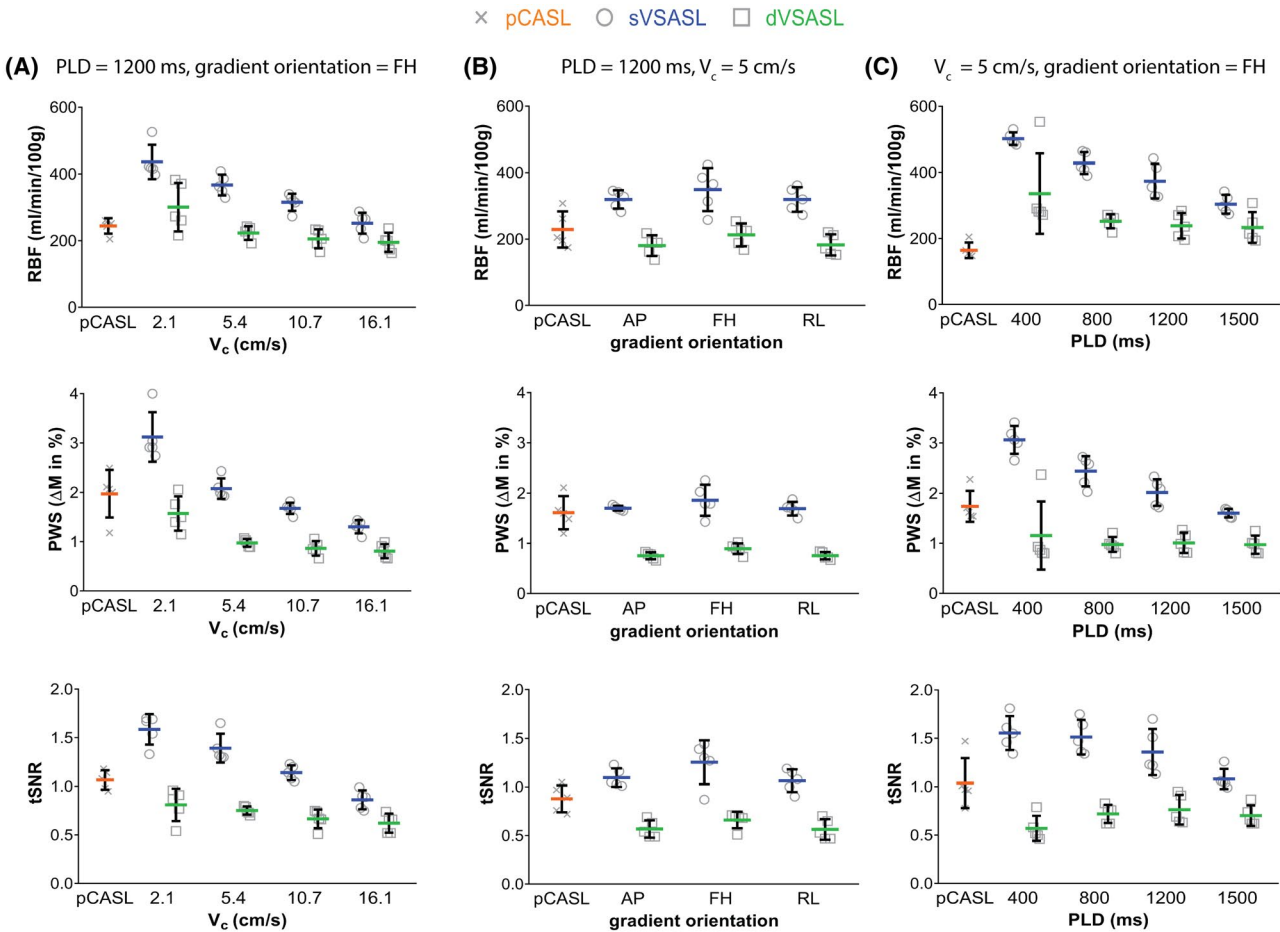 pCASL sVSASL dVSASL
(A) PLD = 1200 ms, gradient orientation = FH
(B) PLD = 1200 ms, Vc = 5 cm/s
(C) Vc = 5 cm/s, gradient orientation = FH
RBF (ml/min/100g)
600
400
200
0
pCASL 2.1 5.4 10.7 16.1
Vc (cm/s)
RBF (ml/min/100g)
600
400
200
0
pCASL AP FH RL
gradient orientation
RBF (ml/min/100g)
600
400
200
0
pCASL 400 800 1200 1500
PLD (ms)
PWS (ΔM in %)
4
3
2
1
0
pCASL 2.1 5.4 10.7 16.1
Vc (cm/s)
PWS (ΔM in %)
4
3
2
1
0
pCASL AP FH RL
gradient orientation
PWS (ΔM in %)
4
3
2
1
0
pCASL 400 800 1200 1500
PLD (ms)
tSNR
2.0
1.5
1.0
0.5
0.0
pCASL 2.1 5.4 10.7 16.1
Vc (cm/s)
tSNR
2.0
1.5
1.0
0.5
0.0
pCASL AP FH RL
gradient orientation
tSNR
2.0
1.5
1.0
0.5
0.0
pCASL 400 800 1200 1500
PLD (ms)